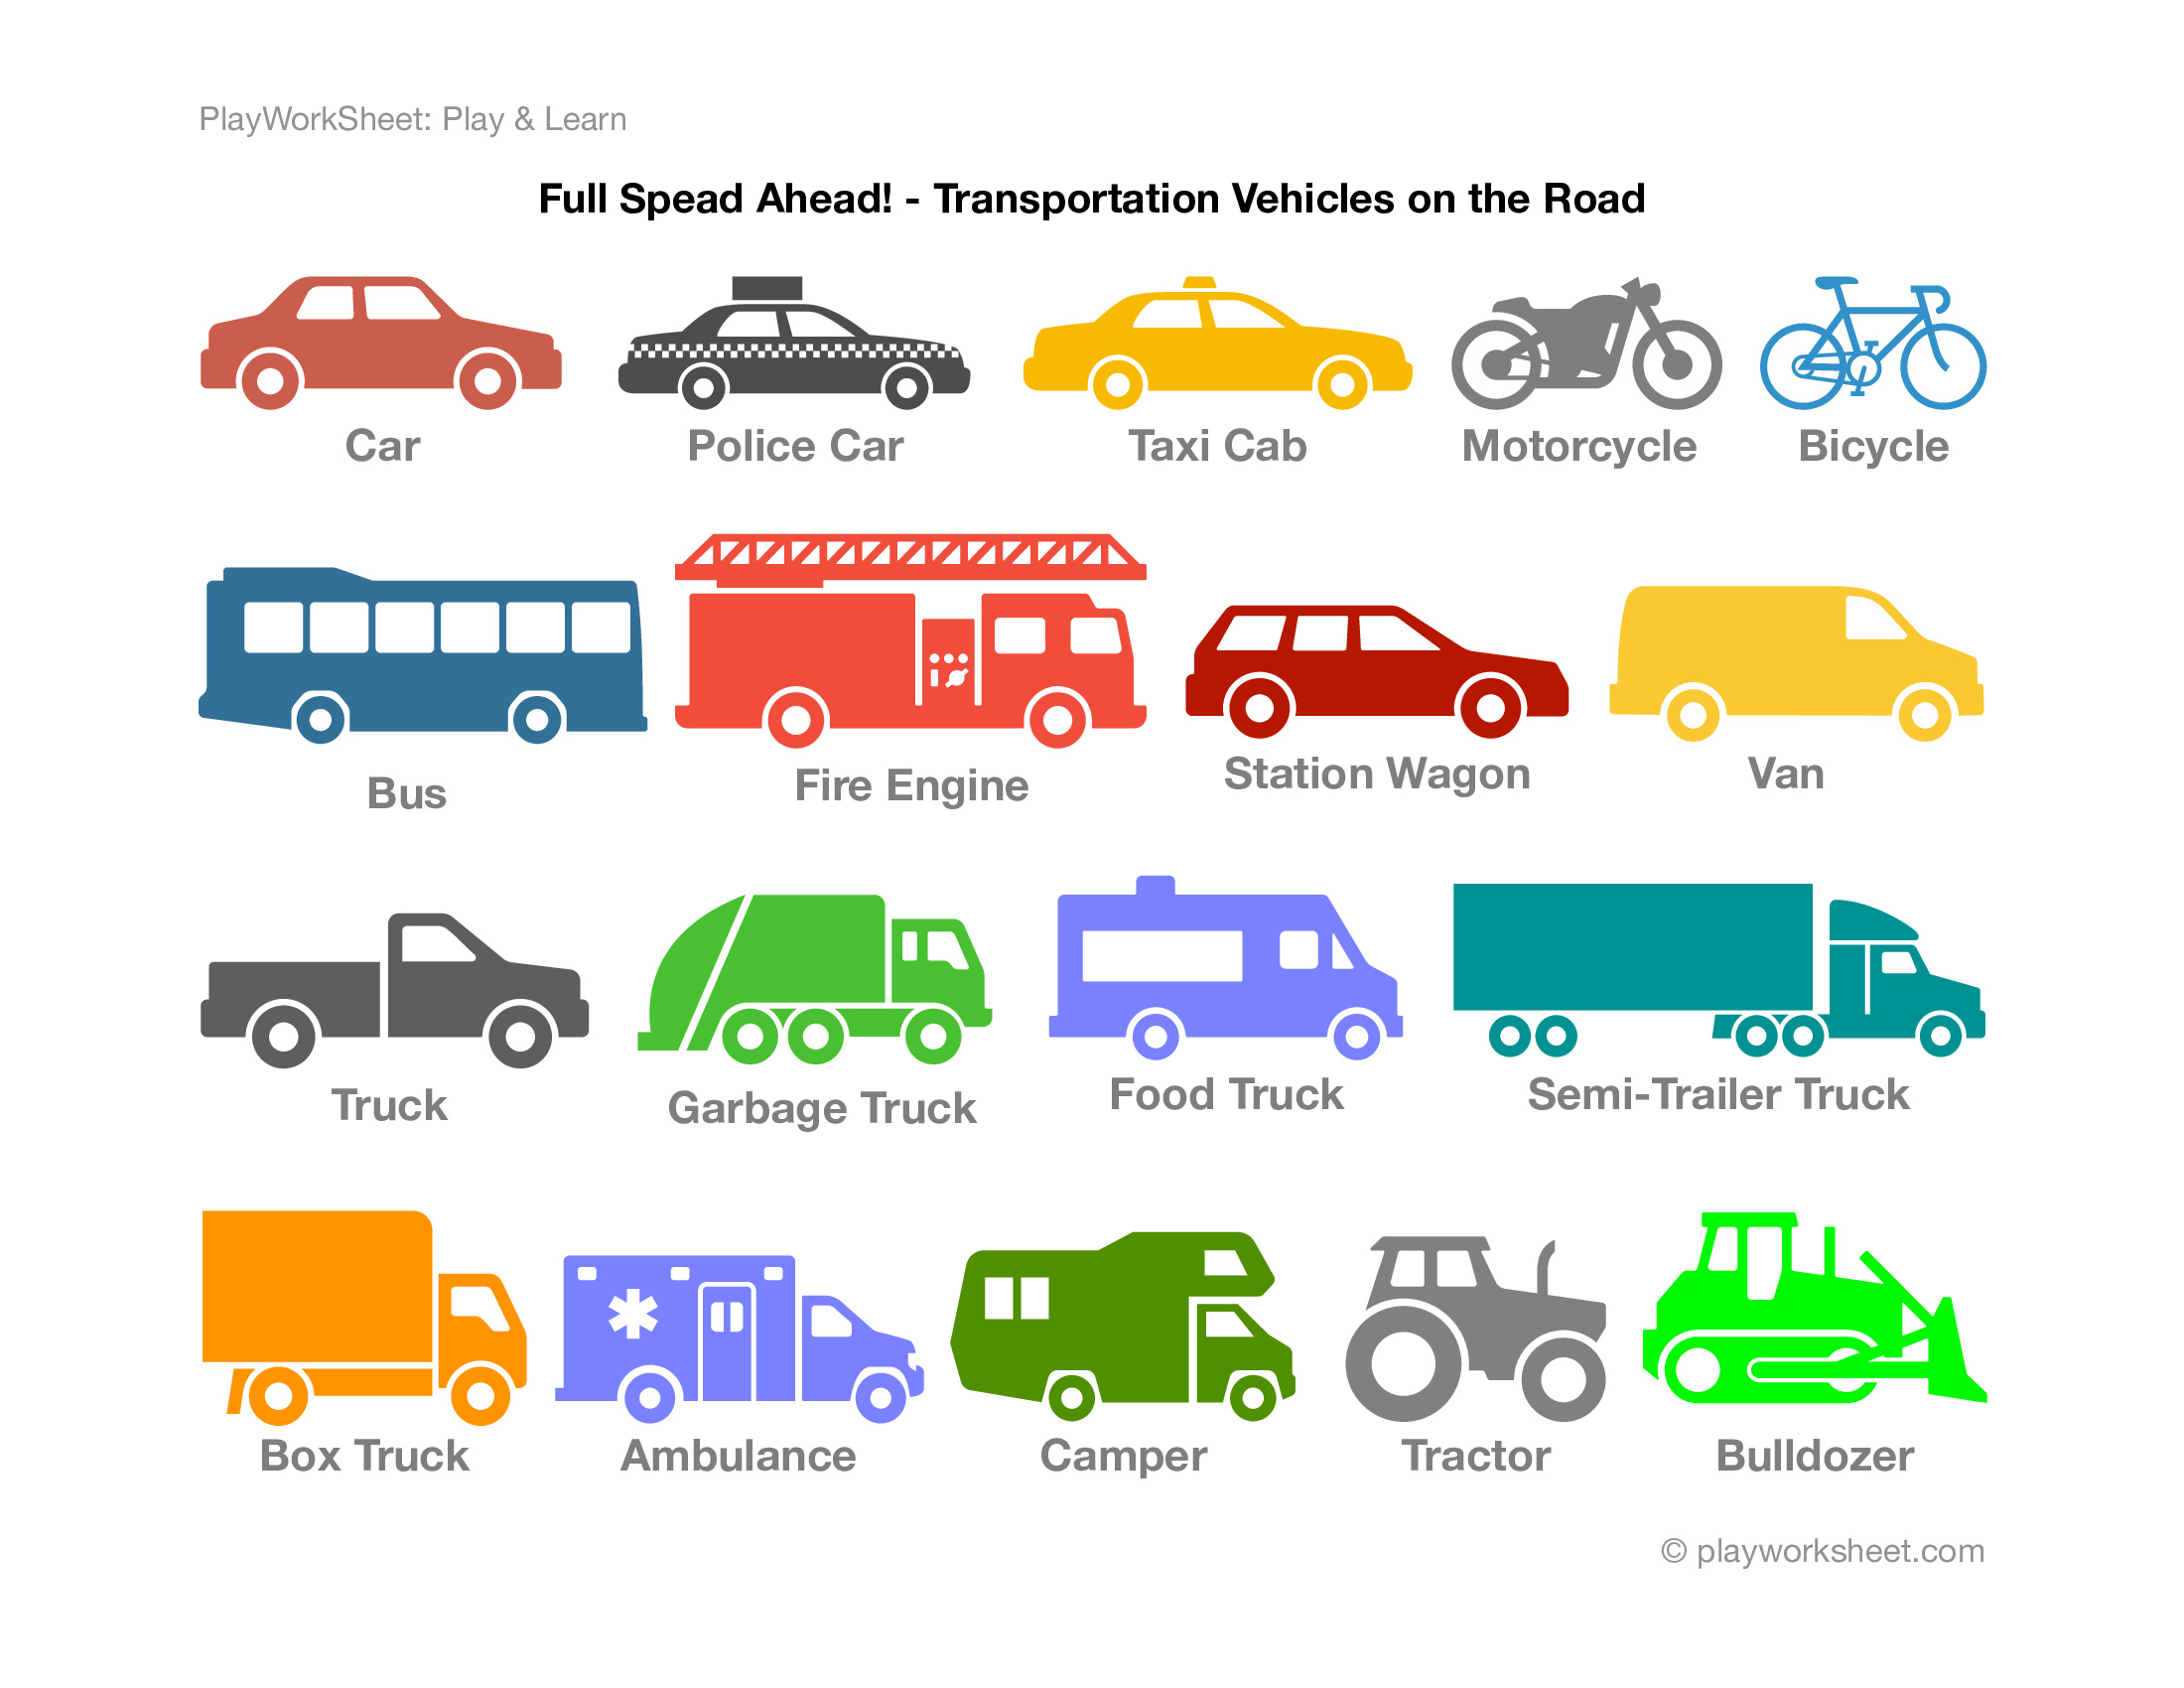 PlayWorkSheet: Play & Learn
Full Spead Ahead! - Transportation Vehicles on the Road
Car
Police Car
Taxi Cab
Motorcycle
Bicycle
Bus
Fire Engine
Station Wagon
Van
Truck
Garbage Truck
Food Truck
Semi-Trailer Truck
Box Truck
Ambulance
Camper
Tractor
Bulldozer
© playworksheet.com